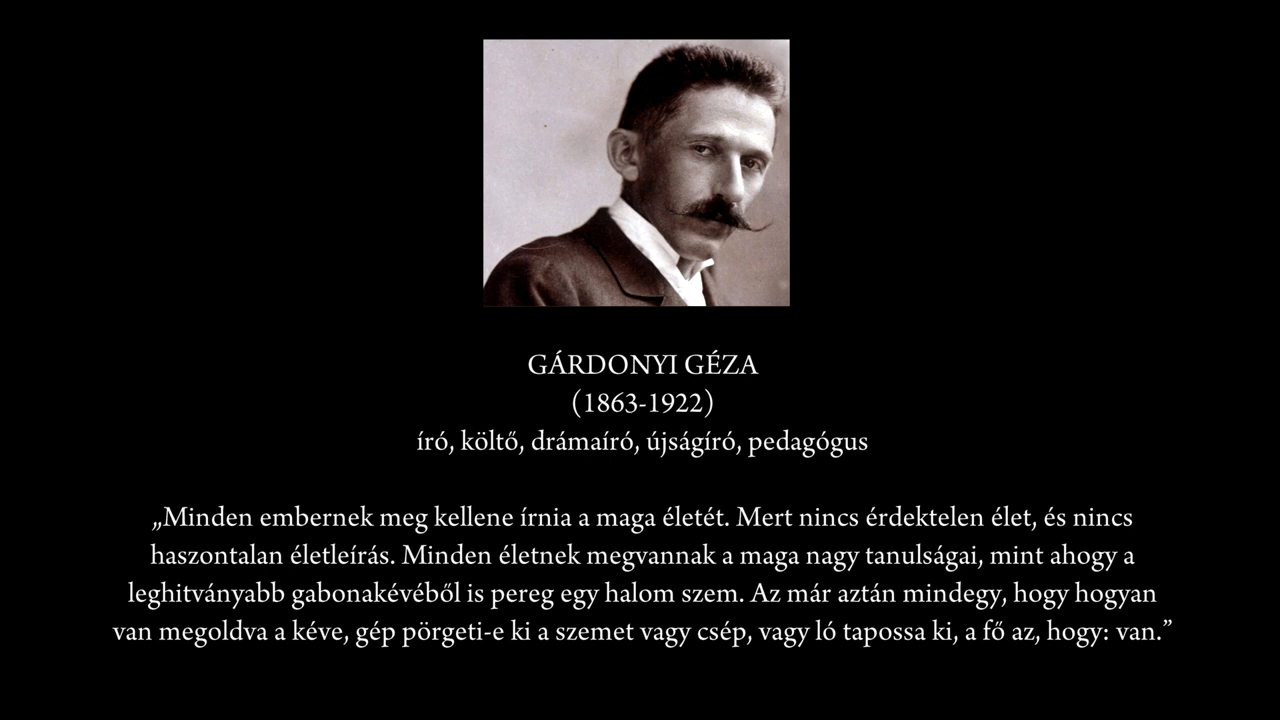 GÁRDONYI GÉZA
(1863-1922)
író, költő, drámaíró, újságíró, pedagógus
„Minden embernek meg kellene írnia a maga életét. Mert nincs érdektelen élet, és nincs
haszontalan életleírás. Minden életnek megvannak a maga nagy tanulságai, mint ahogy a
leghitványabb gabonakévéből is pereg egy halom szem. Az már aztán mindegy, hogy hogyan
van megoldva a kéve, gép pörgeti-e ki a szemet vagy csép, vagy ló tapossa ki, a fő az, hogy: van.”